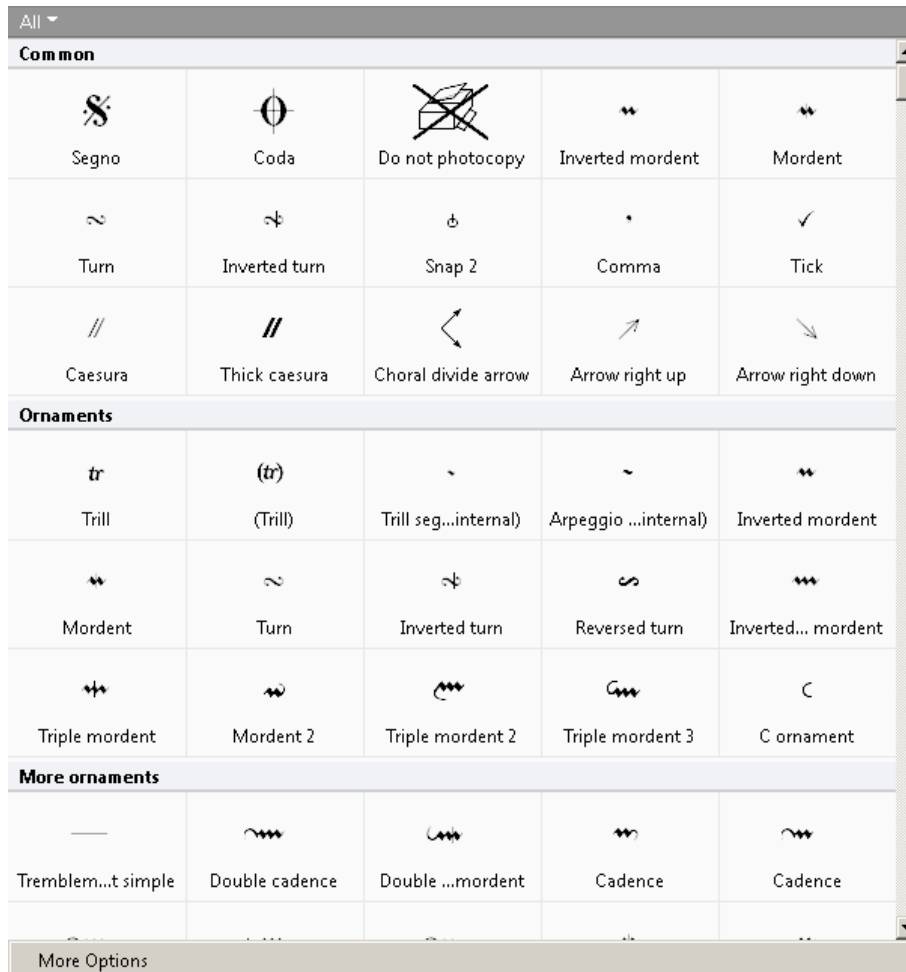 All
Common
Segno Coda Do not photocopy Inverted mordent Mordent
Turn Inverted turn Snap 2 Comma Tick
Caesura Thick caesura Choral divide arrow Arrow right up Arrow right down
Ornaments
tr (tr)
Trill (Trill) Trill seg...internal) Arpeggio ...internal) Inverted mordent
Mordent Turn Inverted turn Reversed turn Inverted... mordent
Triple mordent Mordent 2 Triple mordent 2 Triple mordent 3 C ornament
More ornaments
Tremblem...t simple Double cadence Double ...mordent Cadence Cadence
More Options